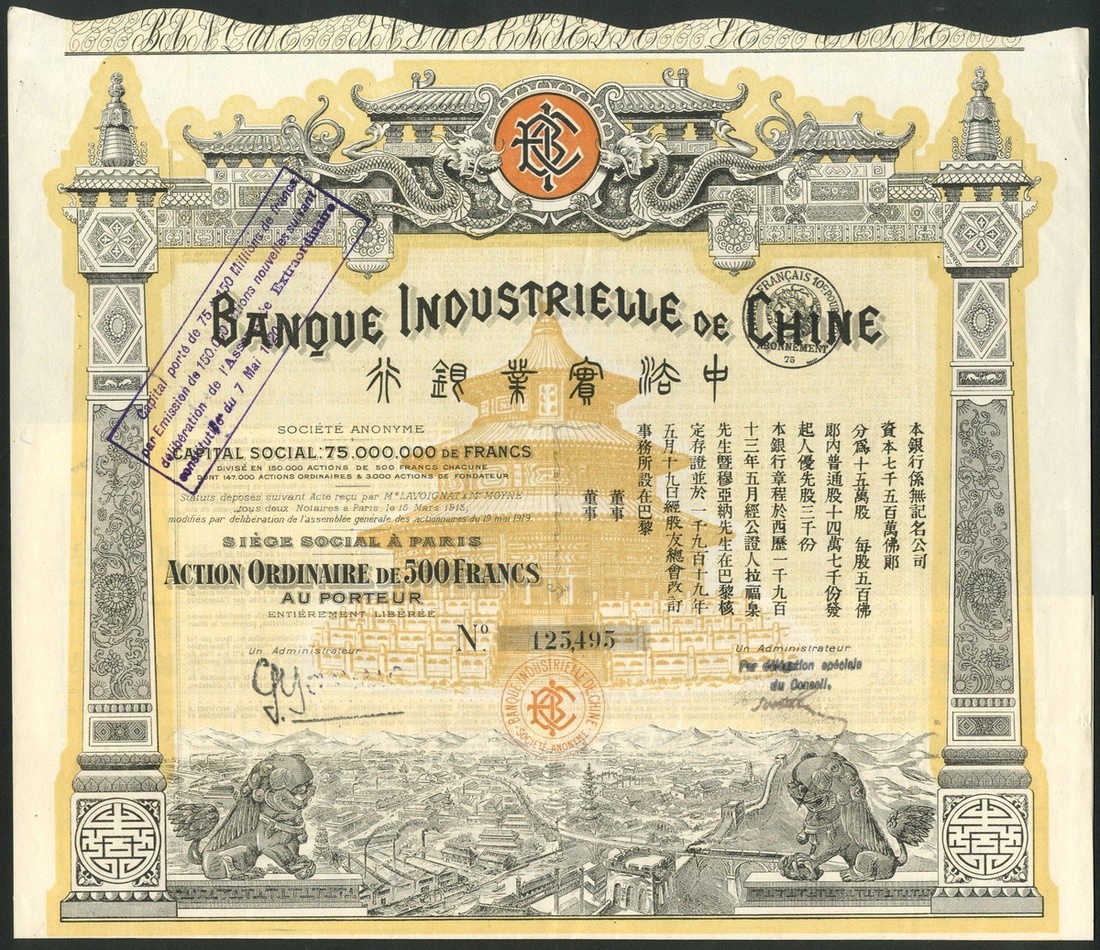 BANQUE INDUSTRIELLE DE CHINE
BC
Capital porté de 75 à 150 Millions de francs
par Emission de 150.000 Actions nouvelles suivant
délibération de l'Assemblée Extraordinaire
constitutive du 7 Mai 1920
FRANÇAIS 10c POUR
ABONNEMENT
75
BANQUE INDUSTRIELLE DE CHINE
中法實業銀行
SOCIÉTÉ ANONYME
CAPITAL SOCIAL: 75.000.000 DE FRANCS
DIVISÉ EN 150.000 ACTIONS DE 500 FRANCS CHACUNE
DONT 147.000 ACTIONS ORDINAIRES & 3.000 ACTIONS DE FONDATEUR
Statuts déposés suivant Acte reçu par Me LAVOIGNAT & Me MOYNE
tous deux Notaires à Paris, le 15 Mars 1913,
modifiés par délibération de l'assemblée générale des actionnaires du 19 mai 1919.
SIÈGE SOCIAL À PARIS
ACTION ORDINAIRE DE 500 FRANCS
AU PORTEUR
ENTIÈREMENT LIBÉRÉE
本銀行係無記名公司
資本七千五百萬佛郎
分爲十五萬股 每股五百佛
郎內普通股十四萬七千份發
起人優先股三千份
本銀行章程於西歷一千九百
十三年五月經公證人拉福泉
先生暨穆亞納先生在巴黎核
定存證並於一千九百十九年
五月十九日經股友總會改訂
事務所設在巴黎
董事
董事
No 125,495
Un Administrateur
Un Administrateur
Par délégation spéciale
du Conseil.
BANQUE INDUSTRIELLE DE CHINE
BC
SOCIÉTÉ ANONYME